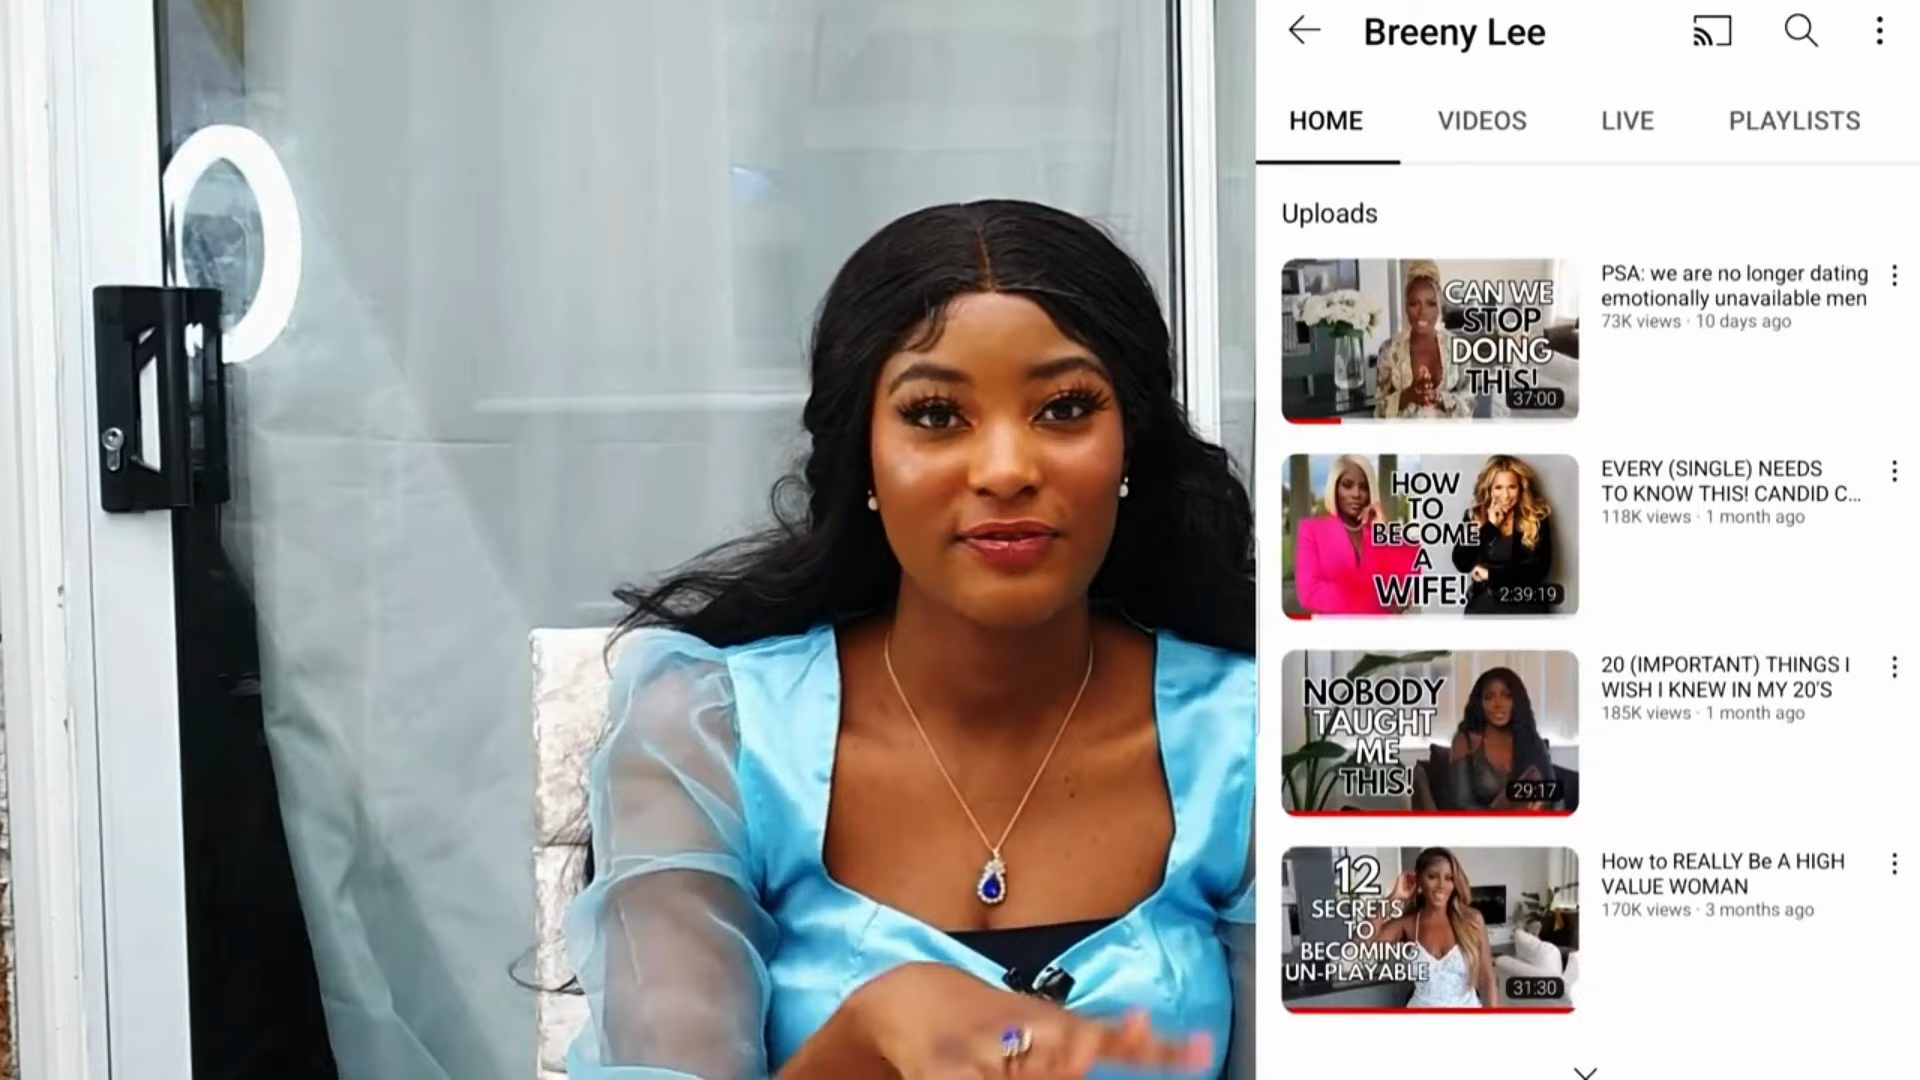 Breeny Lee
HOME VIDEOS LIVE PLAYLISTS
Uploads
CAN WE
STOP
DOING
THIS!
37:00
PSA: we are no longer dating
emotionally unavailable men
73K views · 10 days ago
HOW
TO
BECOME
A
WIFE!
2:39:19
EVERY (SINGLE) NEEDS
TO KNOW THIS! CANDID C...
118K views · 1 month ago
NOBODY
TAUGHT
ME
THIS!
29:17
20 (IMPORTANT) THINGS I
WISH I KNEW IN MY 20'S
185K views · 1 month ago
12
SECRETS
TO
BECOMING
UN-PLAYABLE
31:30
How to REALLY Be A HIGH
VALUE WOMAN
170K views · 3 months ago